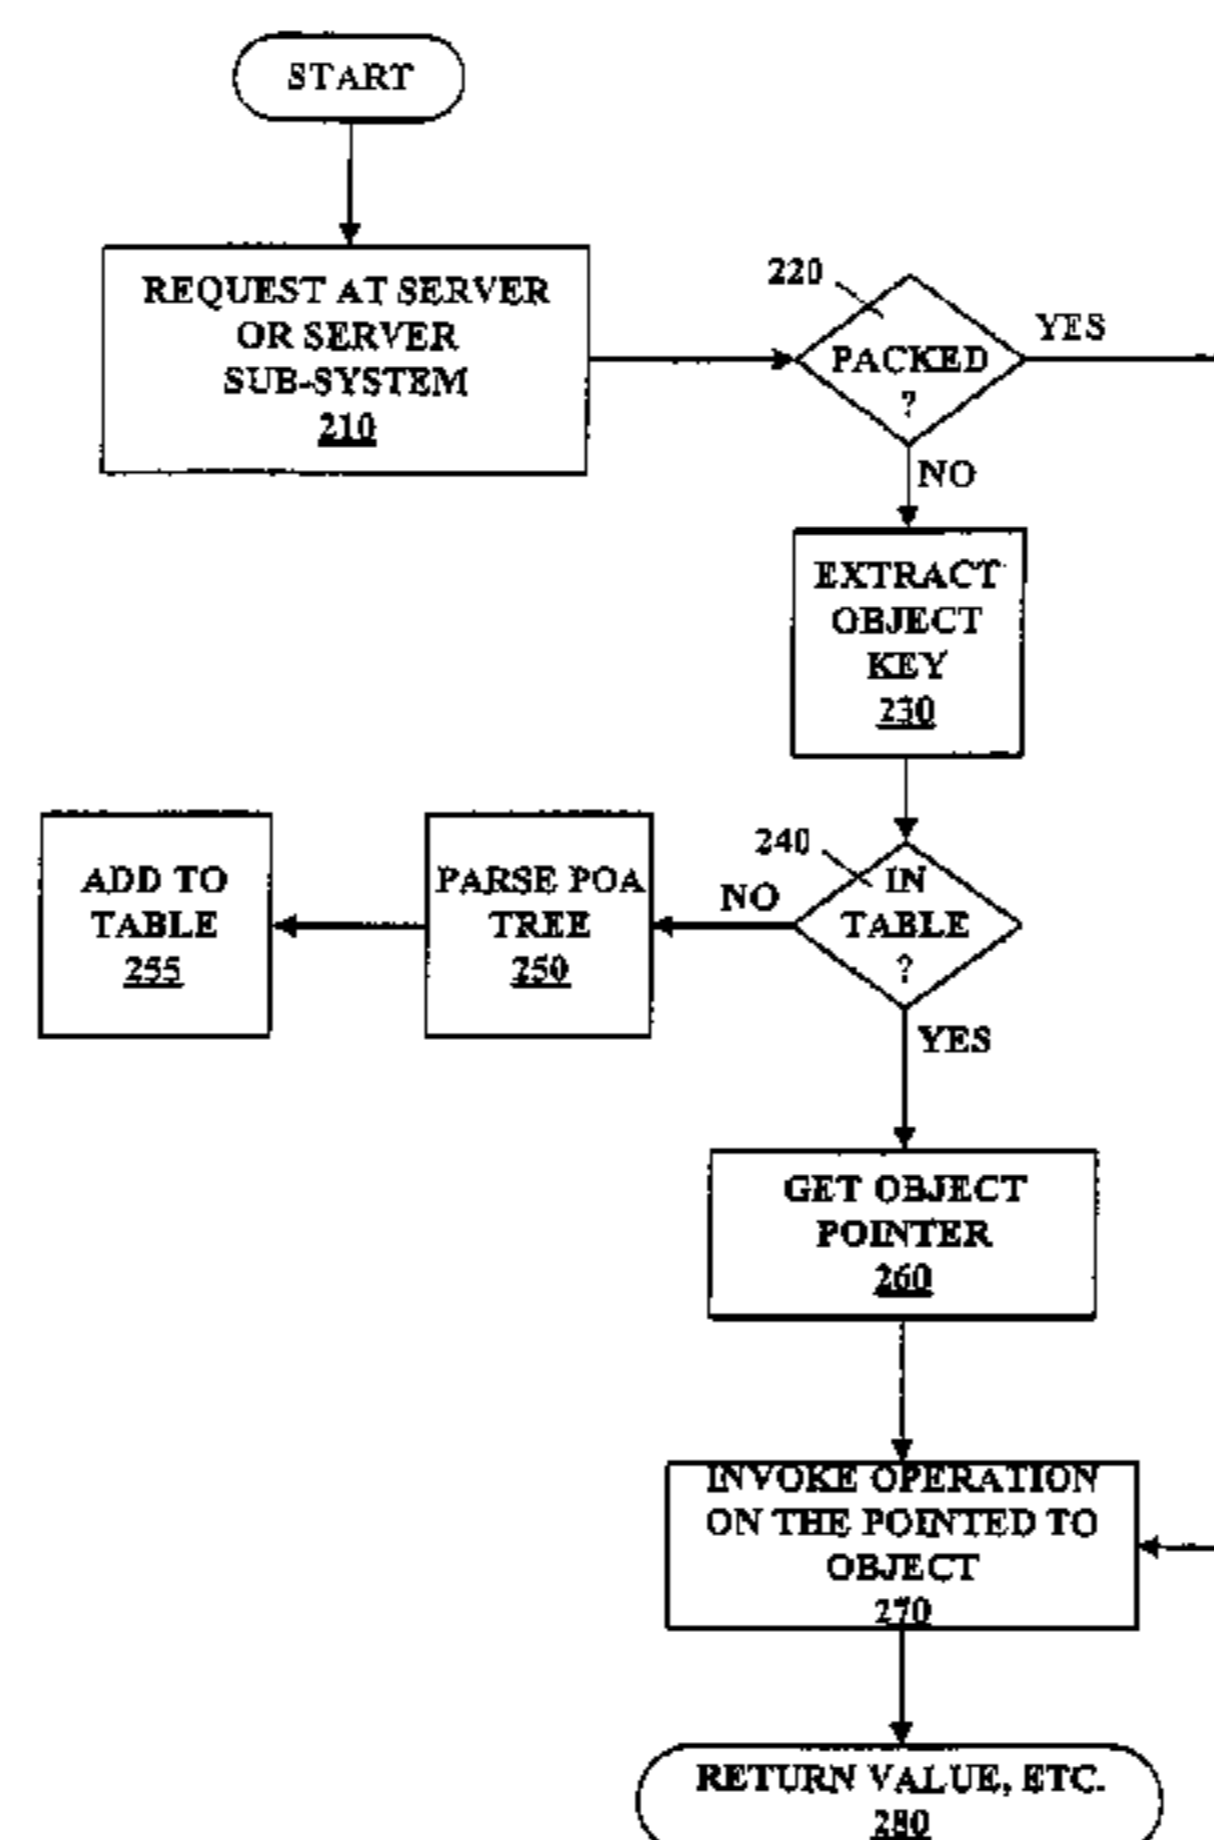 START
REQUEST AT SERVER
OR SERVER
SUB-SYSTEM
210
220
PACKED
?
YES
NO
EXTRACT
OBJECT
KEY
230
240
IN
TABLE
?
NO
YES
PARSE POA
TREE
250
ADD TO
TABLE
255
GET OBJECT
POINTER
260
INVOKE OPERATION
ON THE POINTED TO
OBJECT
270
RETURN VALUE, ETC.
280